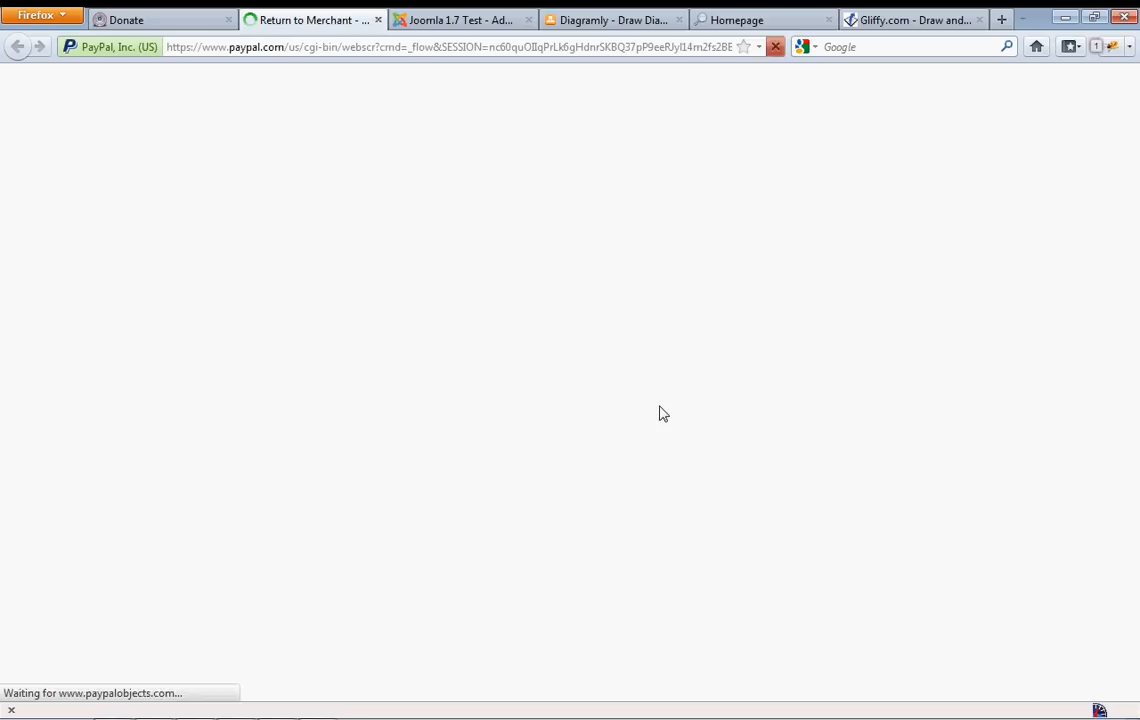 Firefox
Donate
Return to Merchant - ...
Joomla 1.7 Test - Ad...
Diagramly - Draw Dia...
Homepage
Gliffy.com - Draw and...
PayPal, Inc. (US)
https://www.paypal.com/us/cgi-bin/webscr?cmd=_flow&SESSION=nc60quOIIqPrLk6gHdnrSKBQ37pP9eeRJyl14m2fs2BE
Google
1
Waiting for www.paypalobjects.com...